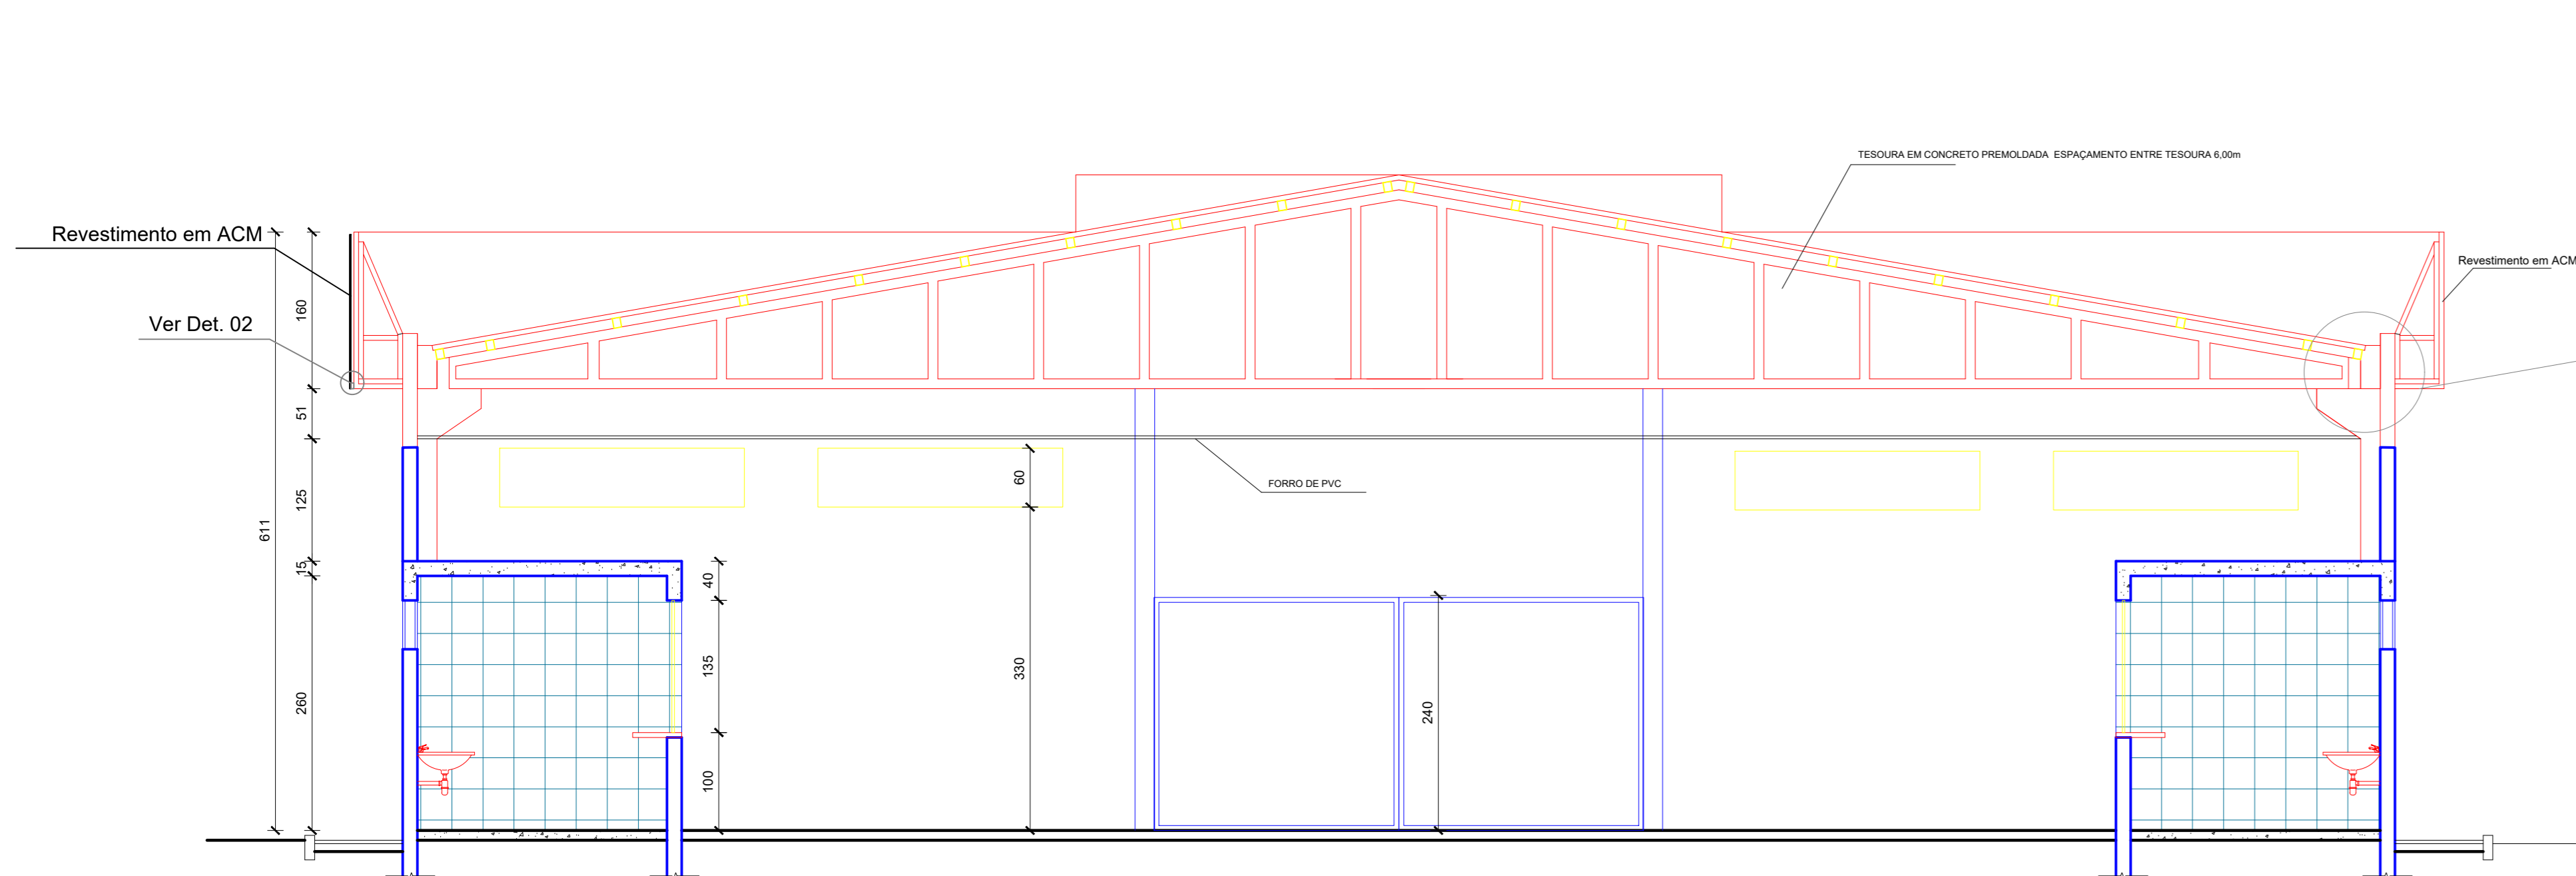 TESOURA EM CONCRETO PREMOLDADA ESPAÇAMENTO ENTRE TESOURA 6,00m
Revestimento em ACM
Revestimento em ACM
Ver Det. 02
160
51
125
611
15
260
60
FORRO DE PVC
40
135
330
240
100